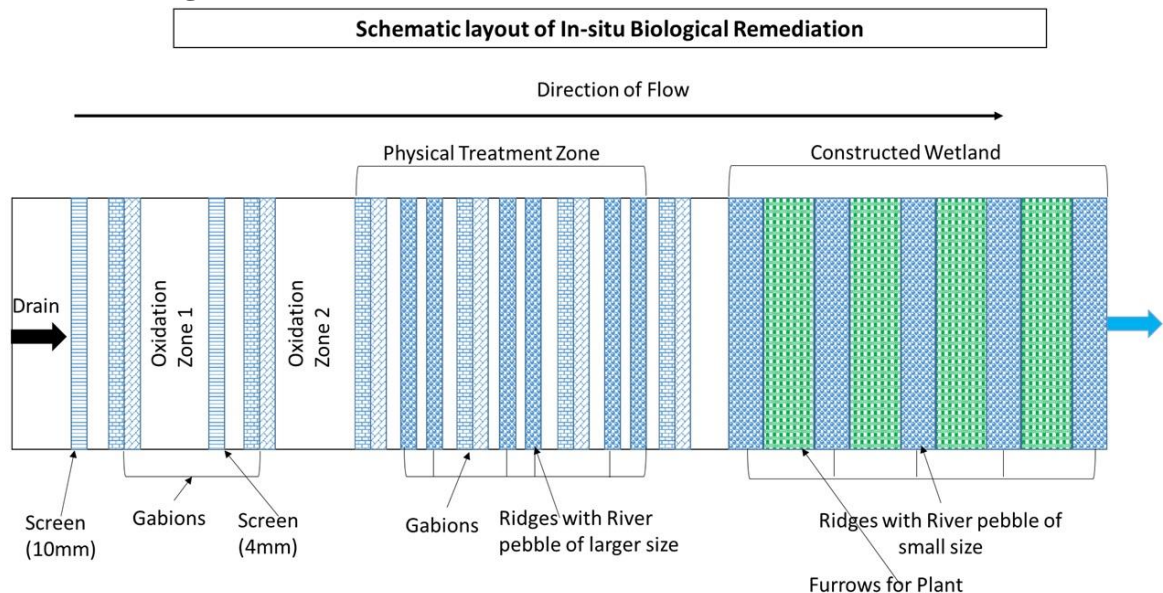 Schematic layout of In-situ Biological Remediation
Direction of Flow
Physical Treatment Zone
Constructed Wetland
Drain
Oxidation
Zone 1
Oxidation
Zone 2
Screen
(10mm)
Gabions
Screen
(4mm)
Gabions
Ridges with River
pebble of larger size
Ridges with River pebble of
small size
Furrows for Plant